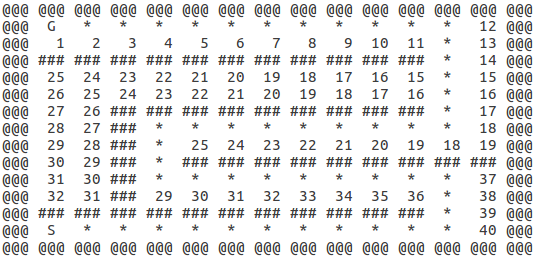 @@@ @@@ @@@ @@@ @@@ @@@ @@@ @@@ @@@ @@@ @@@ @@@ @@@ @@@ @@@
@@@ G * * * * * * * * * * * 12 @@@
@@@ 1 2 3 4 5 6 7 8 9 10 11 * 13 @@@
@@@ ### ### ### ### ### ### ### ### ### ### ### * 14 @@@
@@@ 25 24 23 22 21 20 19 18 17 16 15 * 15 @@@
@@@ 26 25 24 23 22 21 20 19 18 17 16 * 16 @@@
@@@ 27 26 ### ### ### ### ### ### ### ### ### * 17 @@@
@@@ 28 27 ### * * * * * * * * * 18 @@@
@@@ 29 28 ### * 25 24 23 22 21 20 19 18 19 @@@
@@@ 30 29 ### * ### ### ### ### ### ### ### ### ### @@@
@@@ 31 30 ### * * * * * * * * * 37 @@@
@@@ 32 31 ### 29 30 31 32 33 34 35 36 * 38 @@@
@@@ ### ### ### ### ### ### ### ### ### ### ### * 39 @@@
@@@ S * * * * * * * * * * * 40 @@@
@@@ @@@ @@@ @@@ @@@ @@@ @@@ @@@ @@@ @@@ @@@ @@@ @@@ @@@ @@@